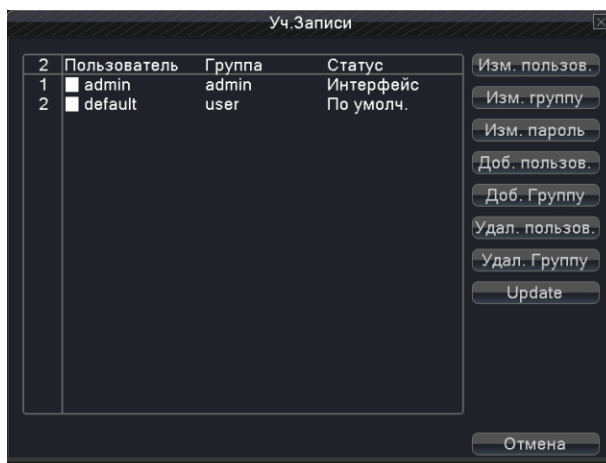 Уч.Записи
2 Пользователь Группа Статус
1 admin admin Интерфейс
2 default user По умолч.
Изм. пользов.
Изм. группу
Изм. пароль
Доб. пользов.
Доб. Группу
Удал. пользов.
Удал. Группу
Update
Отмена